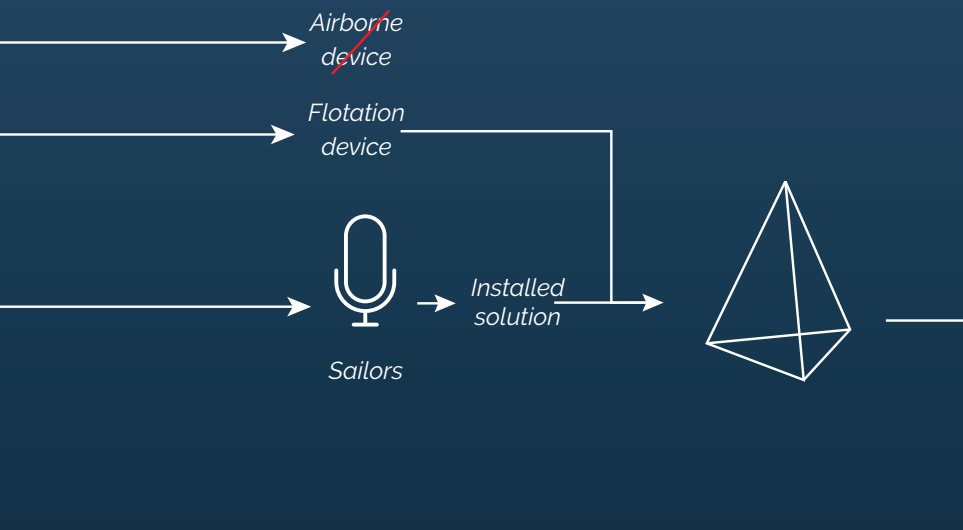 Airborne
device
Flotation
device
Installed
solution
Sailors